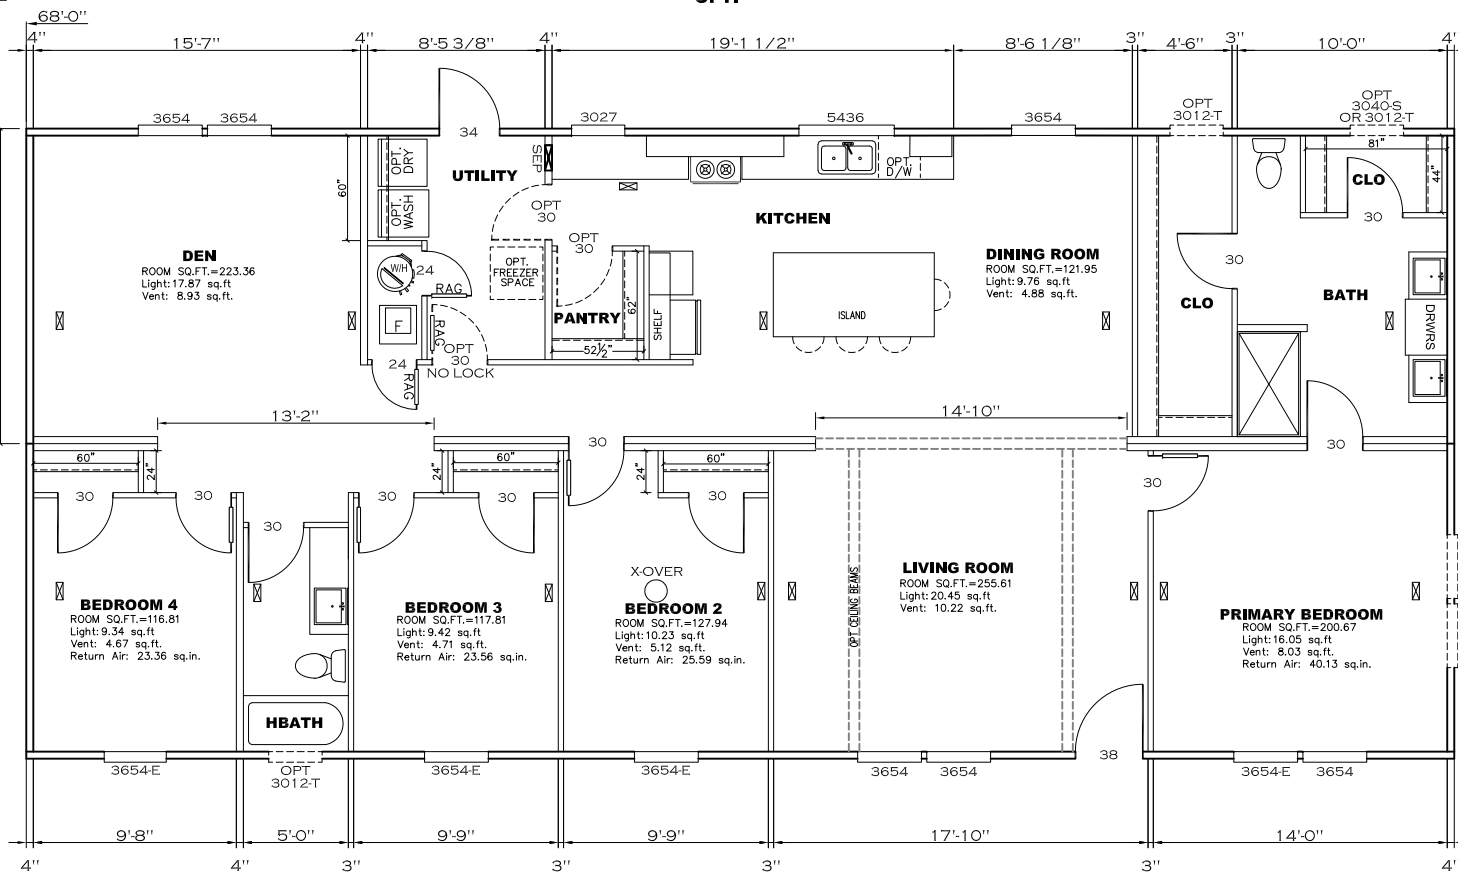 68'-0"
4" 15'-7" 4" 8'-5 3/8" 4" 19'-1 1/2" 8'-6 1/8" 3" 4'-6" 3" 10'-0" 4"
3654 3654 34 3027 5436 3654
OPT
3012-T
OPT
3040-S
OR 3012-T
81"
44"
CLO
30
60"
OPT.
DRY
OPT.
WASH
UTILITY
SEP
OPT
30
OPT.
D/W
KITCHEN
DEN
ROOM SQ.FT.=223.36
Light:17.87 sq.ft
Vent: 8.93 sq.ft.
W/H
24
RAG
F
RAG
24
RAG
OPT
30
NO LOCK
OPT.
FREEZER
SPACE
OPT
30
PANTRY
62"
52½"
SHELF
ISLAND
DINING ROOM
ROOM SQ.FT.=121.95
Light:9.76 sq.ft
Vent: 4.88 sq.ft.
CLO
30
BATH
DRWRS
30
13'-2"
14'-10"
60"
24"
30
30
30
24"
60"
30
30
30
24"
60"
30
30
BEDROOM 4
ROOM SQ.FT.=116.81
Light:9.34 sq.ft
Vent: 4.67 sq.ft.
Return Air: 23.36 sq.in.
HBATH
BEDROOM 3
ROOM SQ.FT.=117.81
Light:9.42 sq.ft
Vent: 4.71 sq.ft.
Return Air: 23.56 sq.in.
X-OVER
BEDROOM 2
ROOM SQ.FT.=127.94
Light:10.23 sq.ft
Vent: 5.12 sq.ft.
Return Air: 25.59 sq.in.
OPT CEILING BEAMS
LIVING ROOM
ROOM SQ.FT.=255.61
Light:20.45 sq.ft
Vent: 10.22 sq.ft.
PRIMARY BEDROOM
ROOM SQ.FT.=200.67
Light:16.05 sq.ft
Vent: 8.03 sq.ft.
Return Air: 40.13 sq.in.
3654-E
OPT
3012-T
3654-E 3654-E 3654 3654 38 3654-E 3654
9'-8" 5'-0" 9'-9" 9'-9" 17'-10" 14'-0"
4" 4" 3" 3" 3" 3" 4"